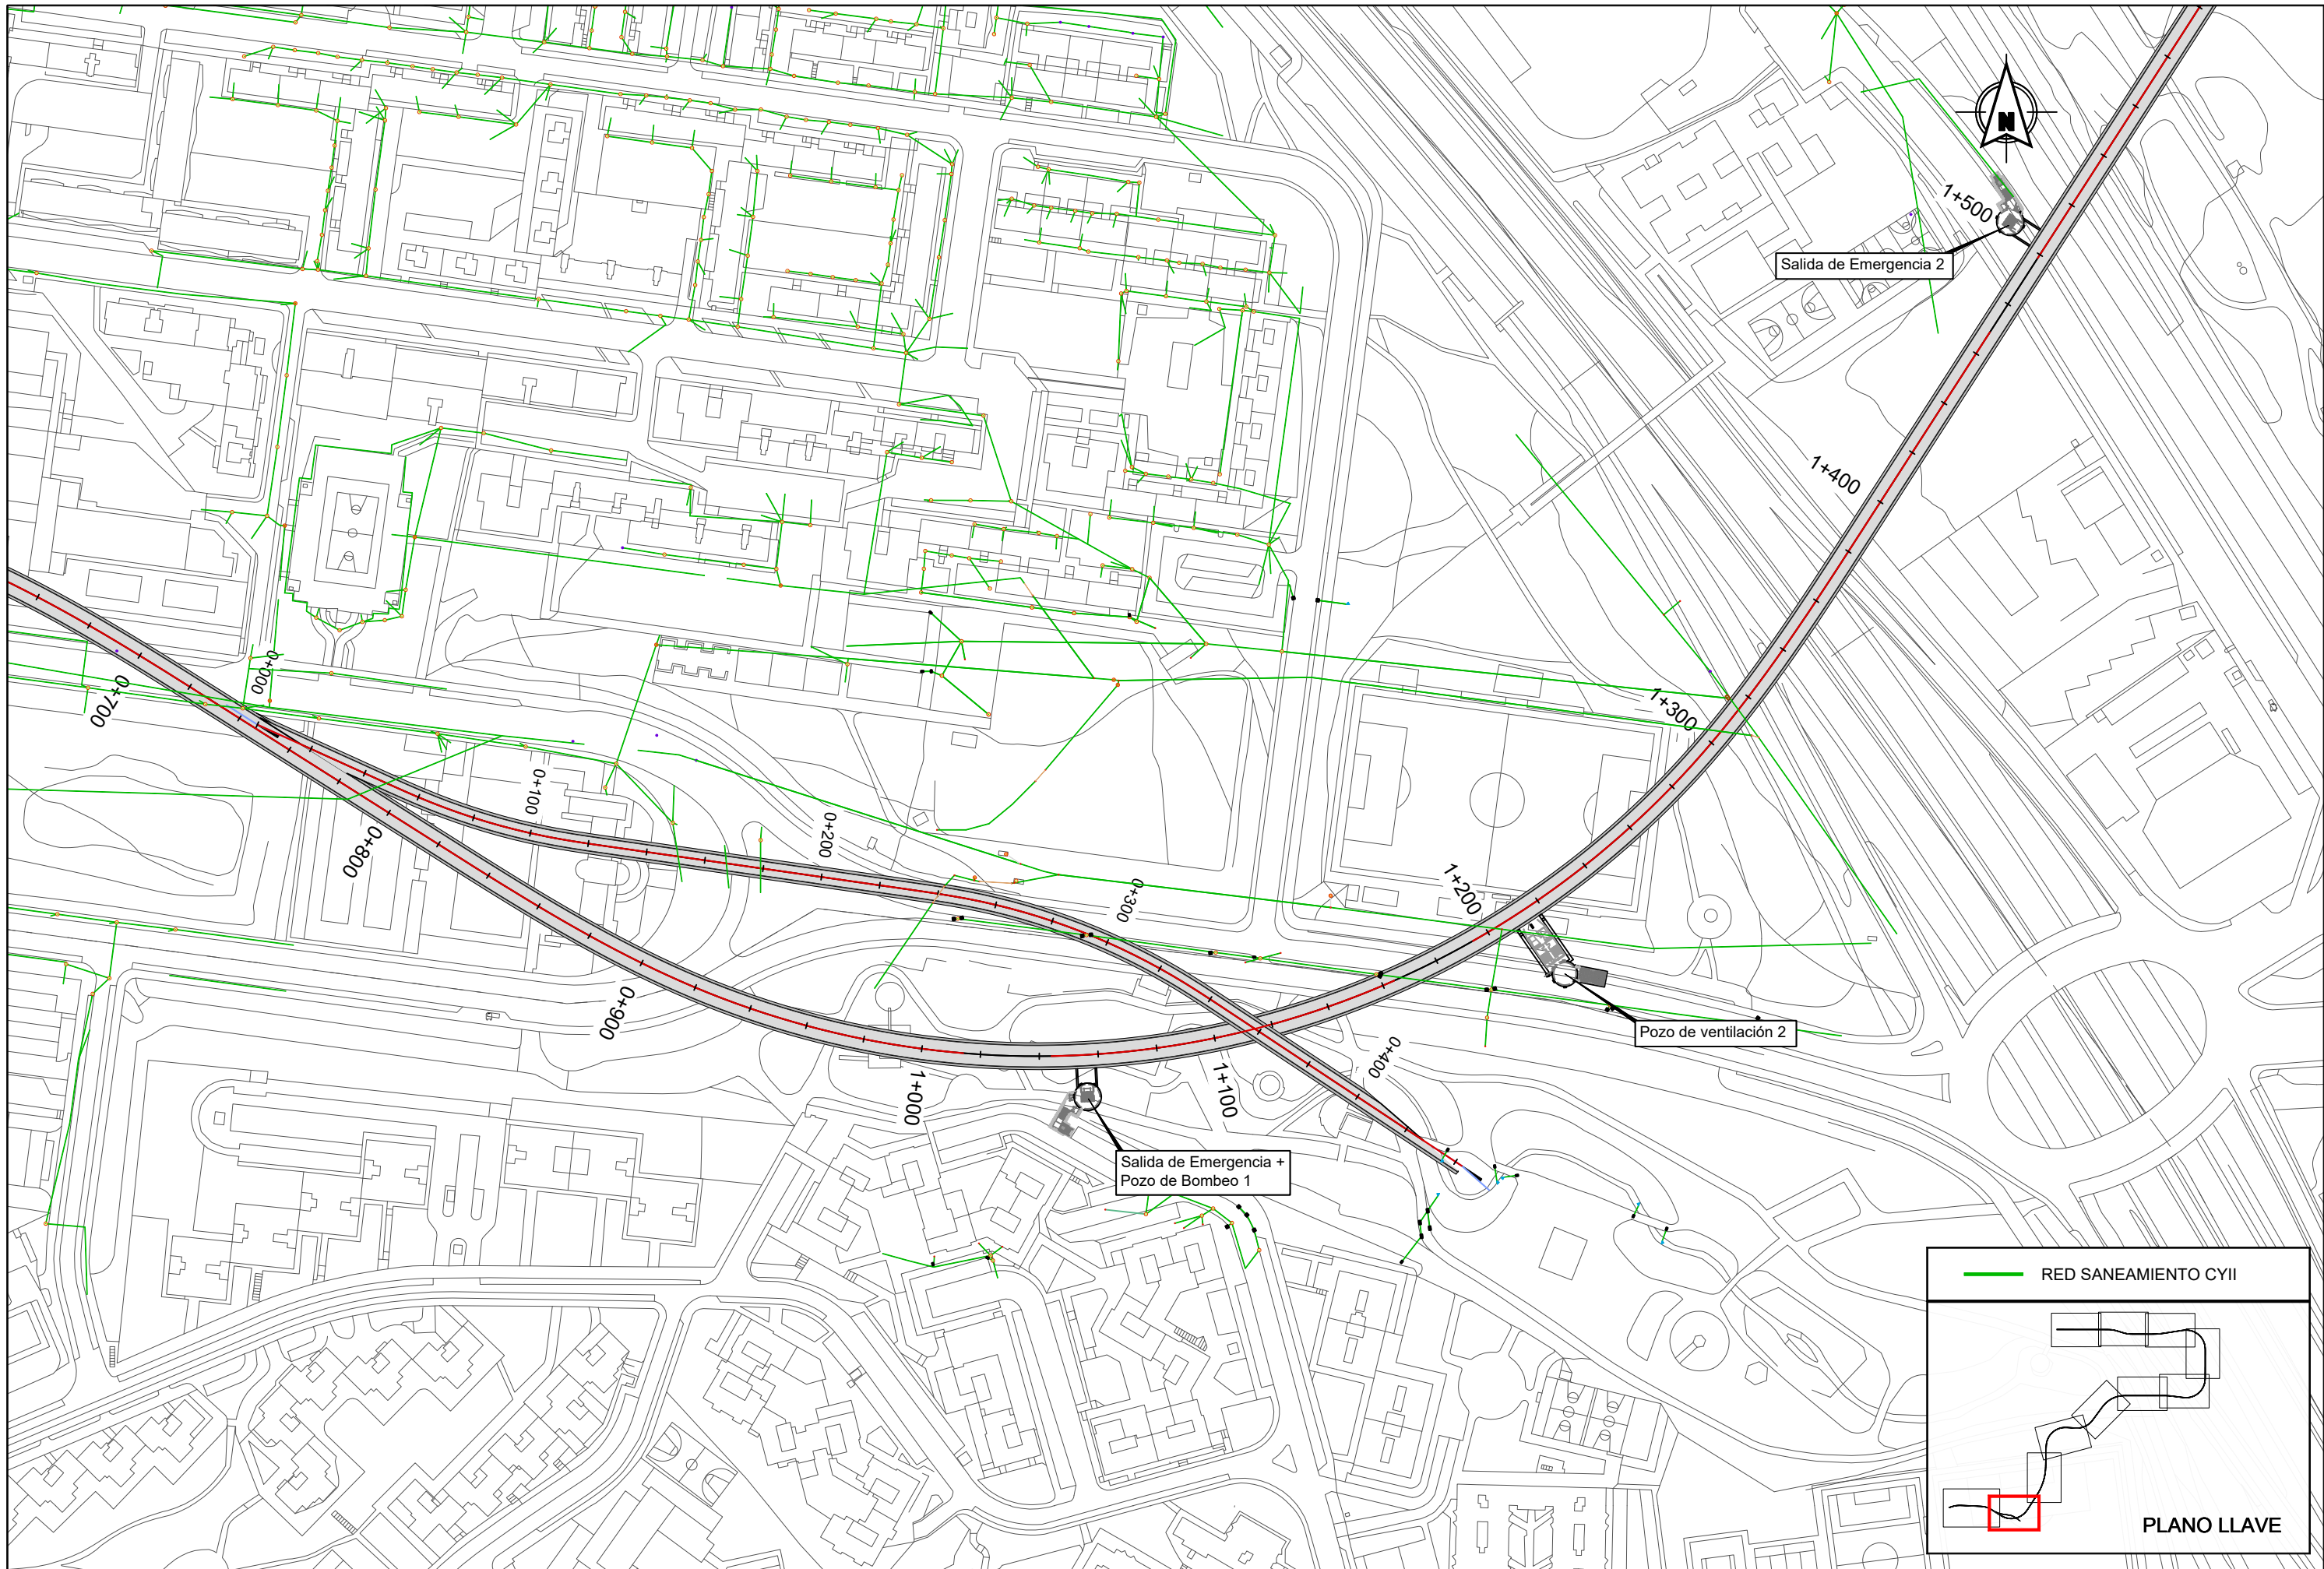 N
1+500
Salida de Emergencia 2
1+400
0+000
0+700
1+300
0+100
0+200
0+800
1+200
0+300
0+900
Pozo de ventilación 2
0+400
1+000
1+100
Salida de Emergencia +
Pozo de Bombeo 1
RED SANEAMIENTO CYII
PLANO LLAVE